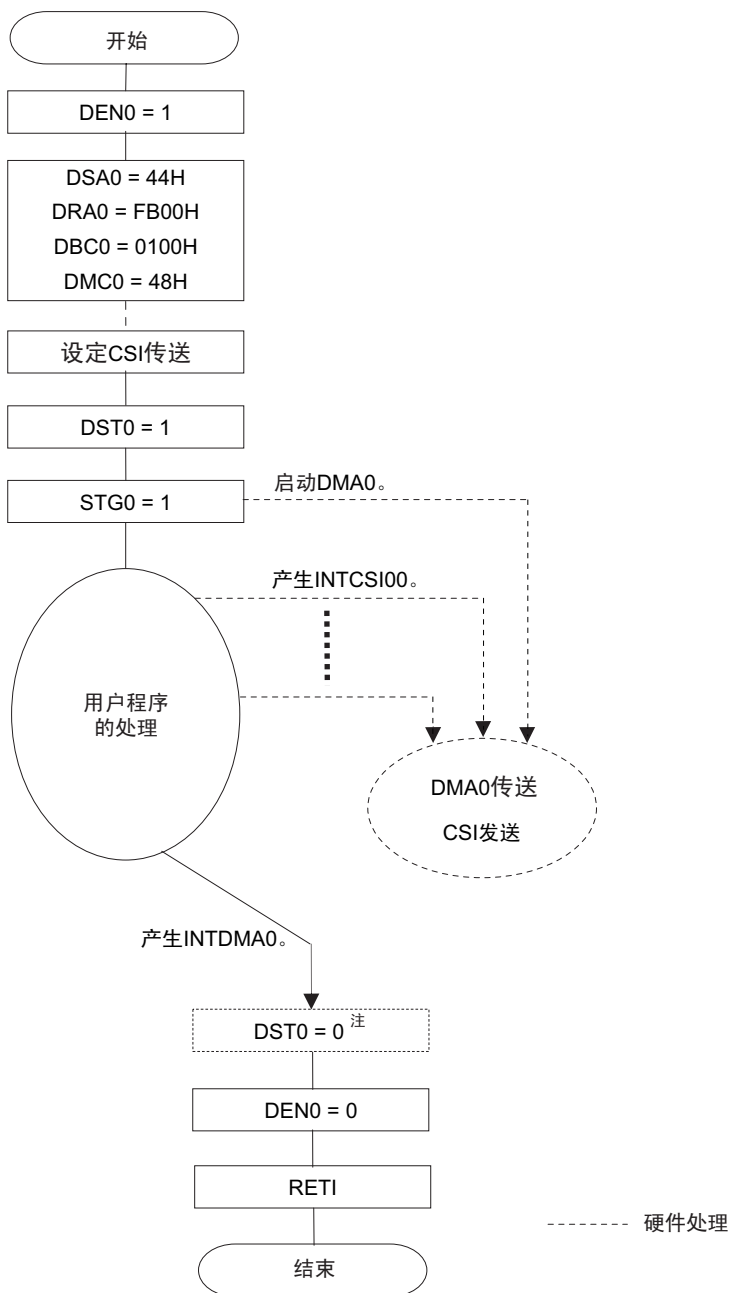 开始
DEN0 = 1
DSA0 = 44H
DRA0 = FB00H
DBC0 = 0100H
DMC0 = 48H
设定CSI传送
DST0 = 1
STG0 = 1
启动DMA0。
产生INTCSI00。
用户程序
的处理
DMA0传送
CSI发送
产生INTDMA0。
DST0 = 0 注
DEN0 = 0
RETI
硬件处理
结束